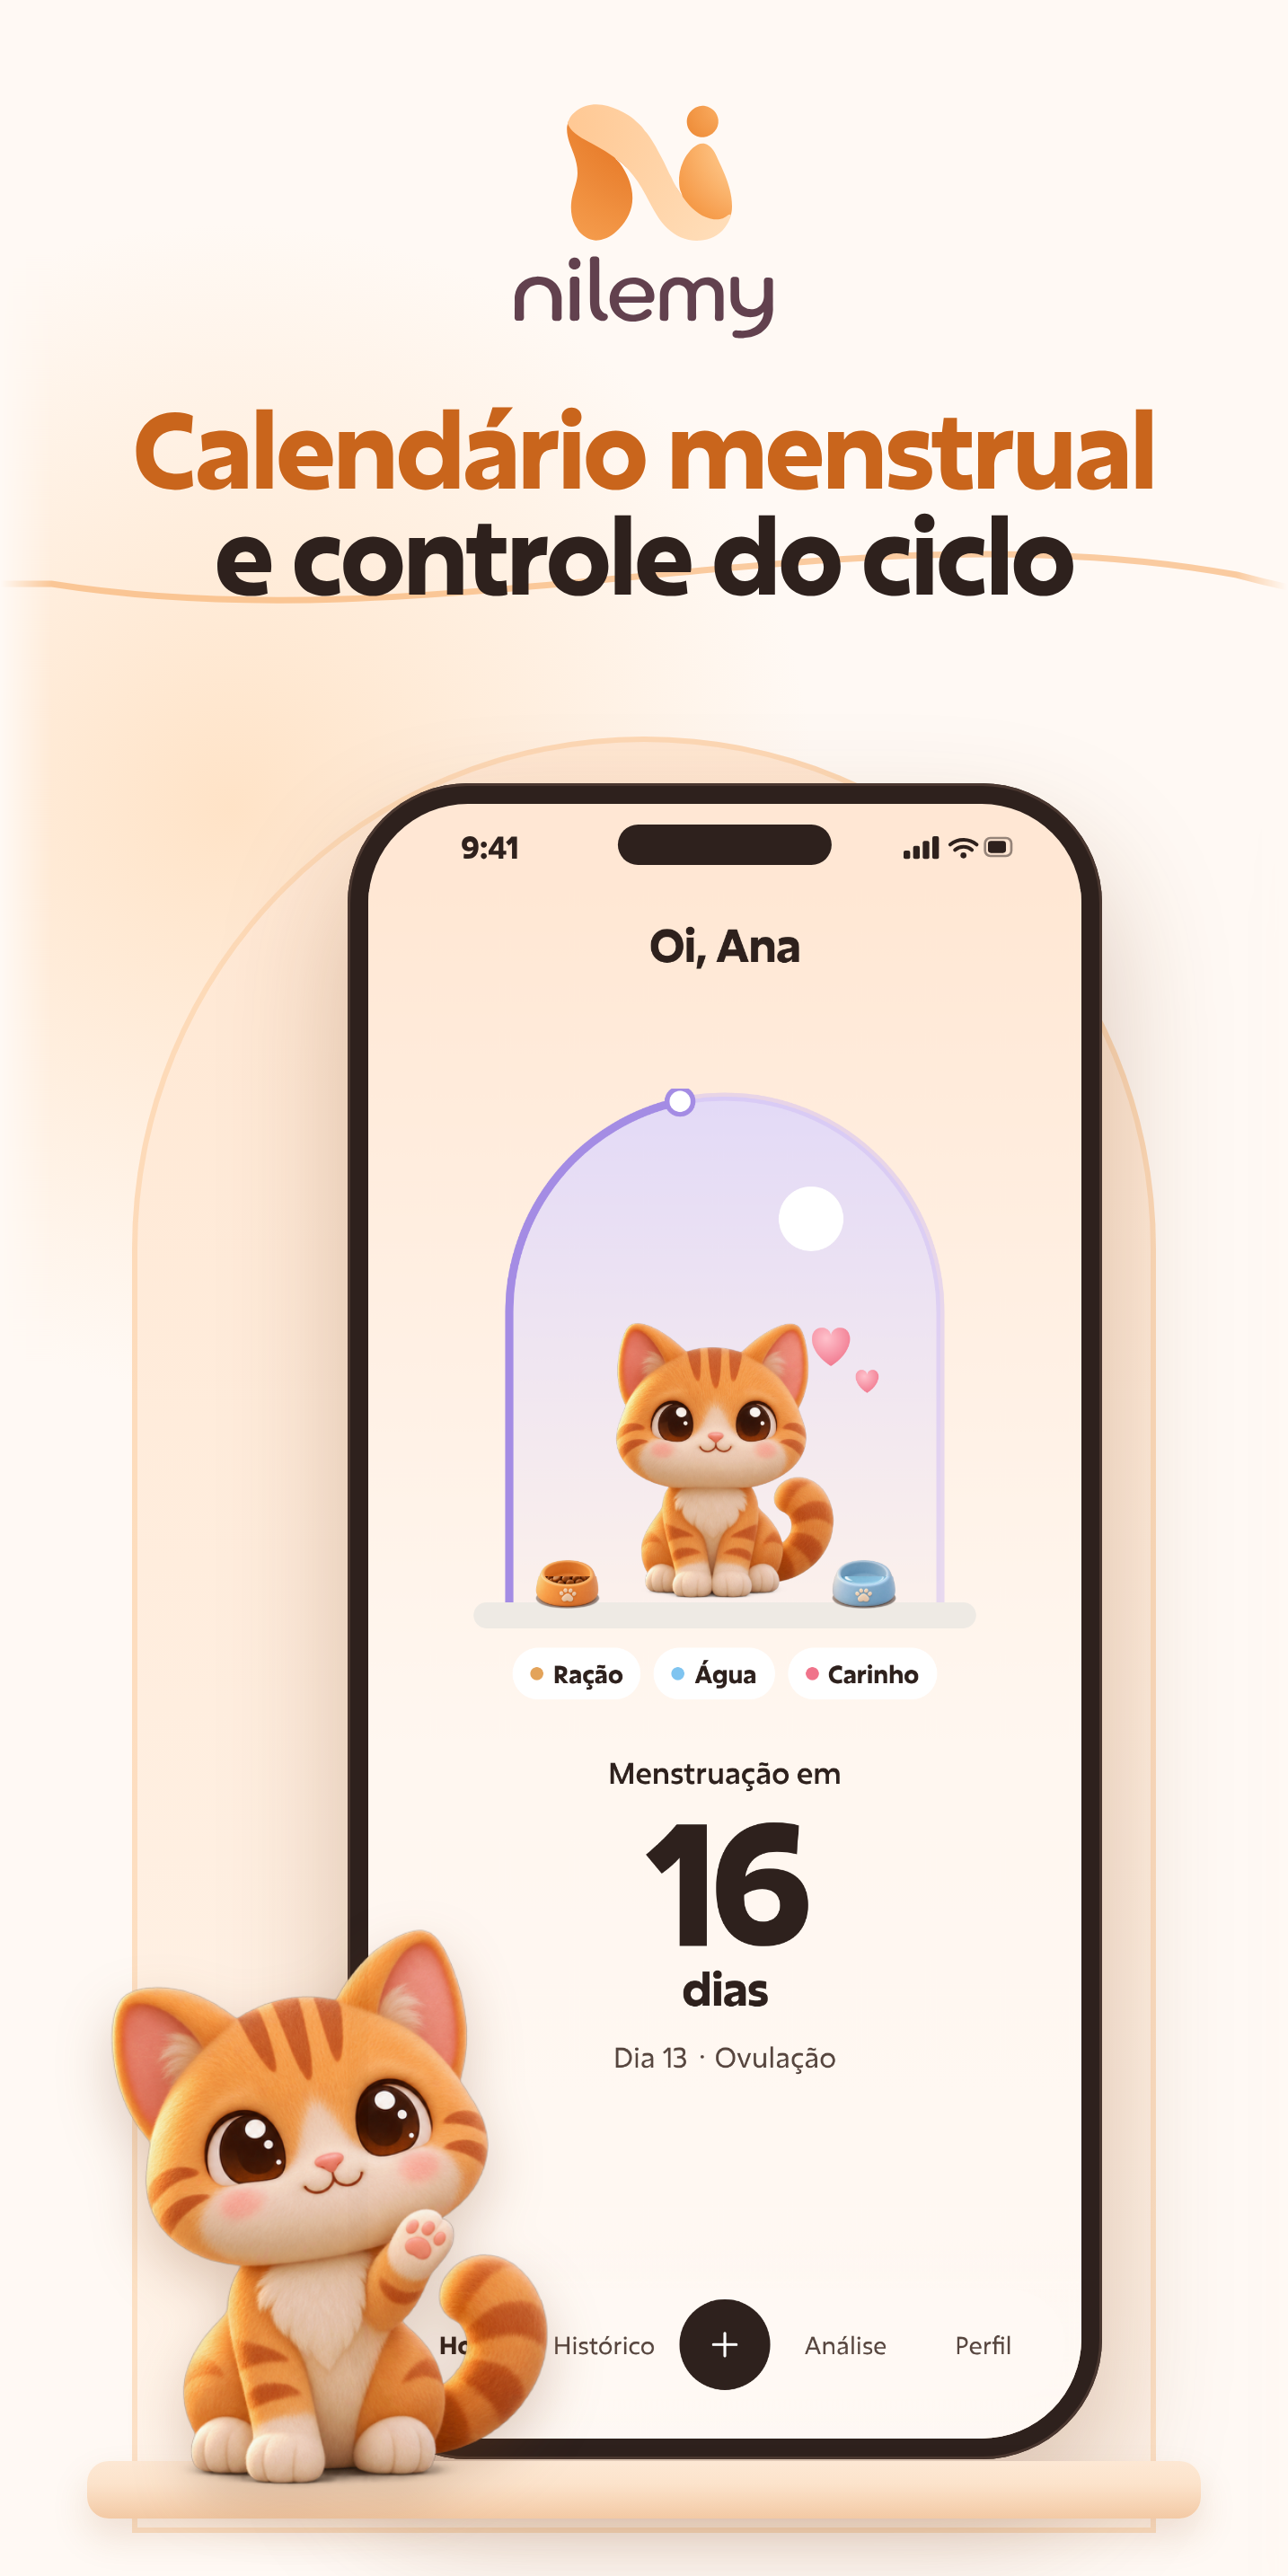 nilemy
Calendário menstrual
e controle do ciclo
9:41
Oi, Ana
Ração Água Carinho
Menstruação em
16
dias
Dia 13 · Ovulação
Histórico + Análise Perfil